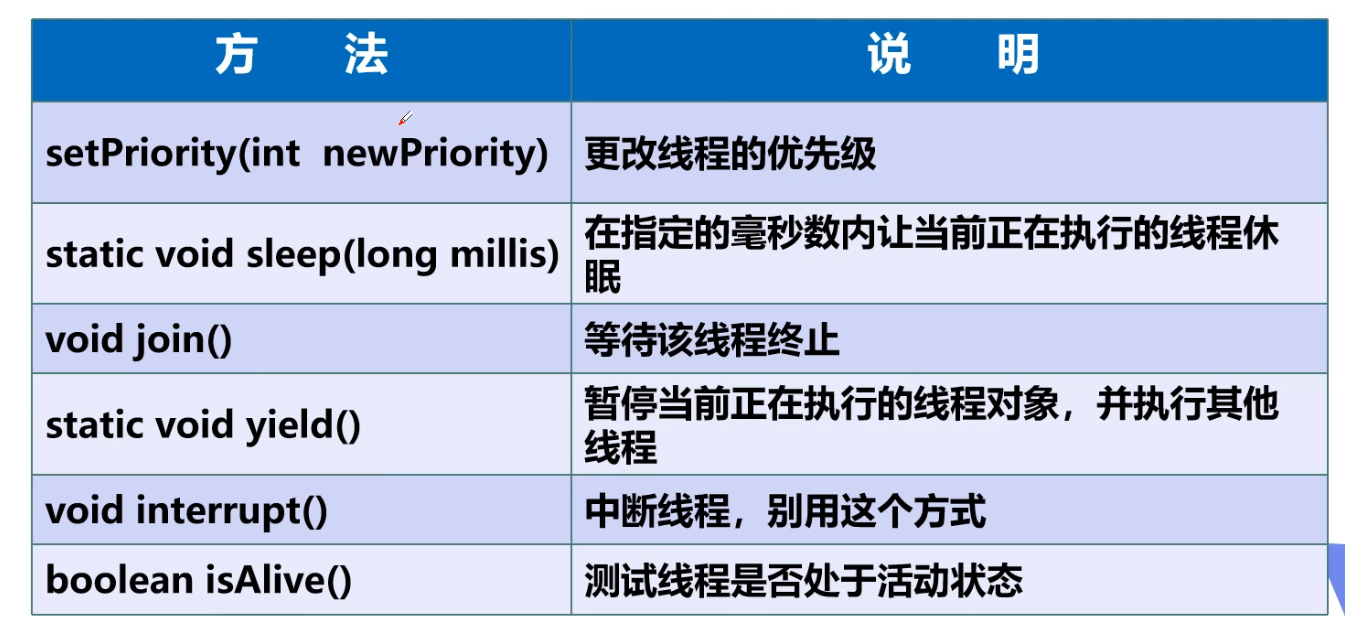 方 法
说 明
setPriority(int newPriority)
更改线程的优先级
static void sleep(long millis)
在指定的毫秒数内让当前正在执行的线程休
眠
void join()
等待该线程终止
static void yield()
暂停当前正在执行的线程对象，并执行其他
线程
void interrupt()
中断线程，别用这个方式
boolean isAlive()
测试线程是否处于活动状态